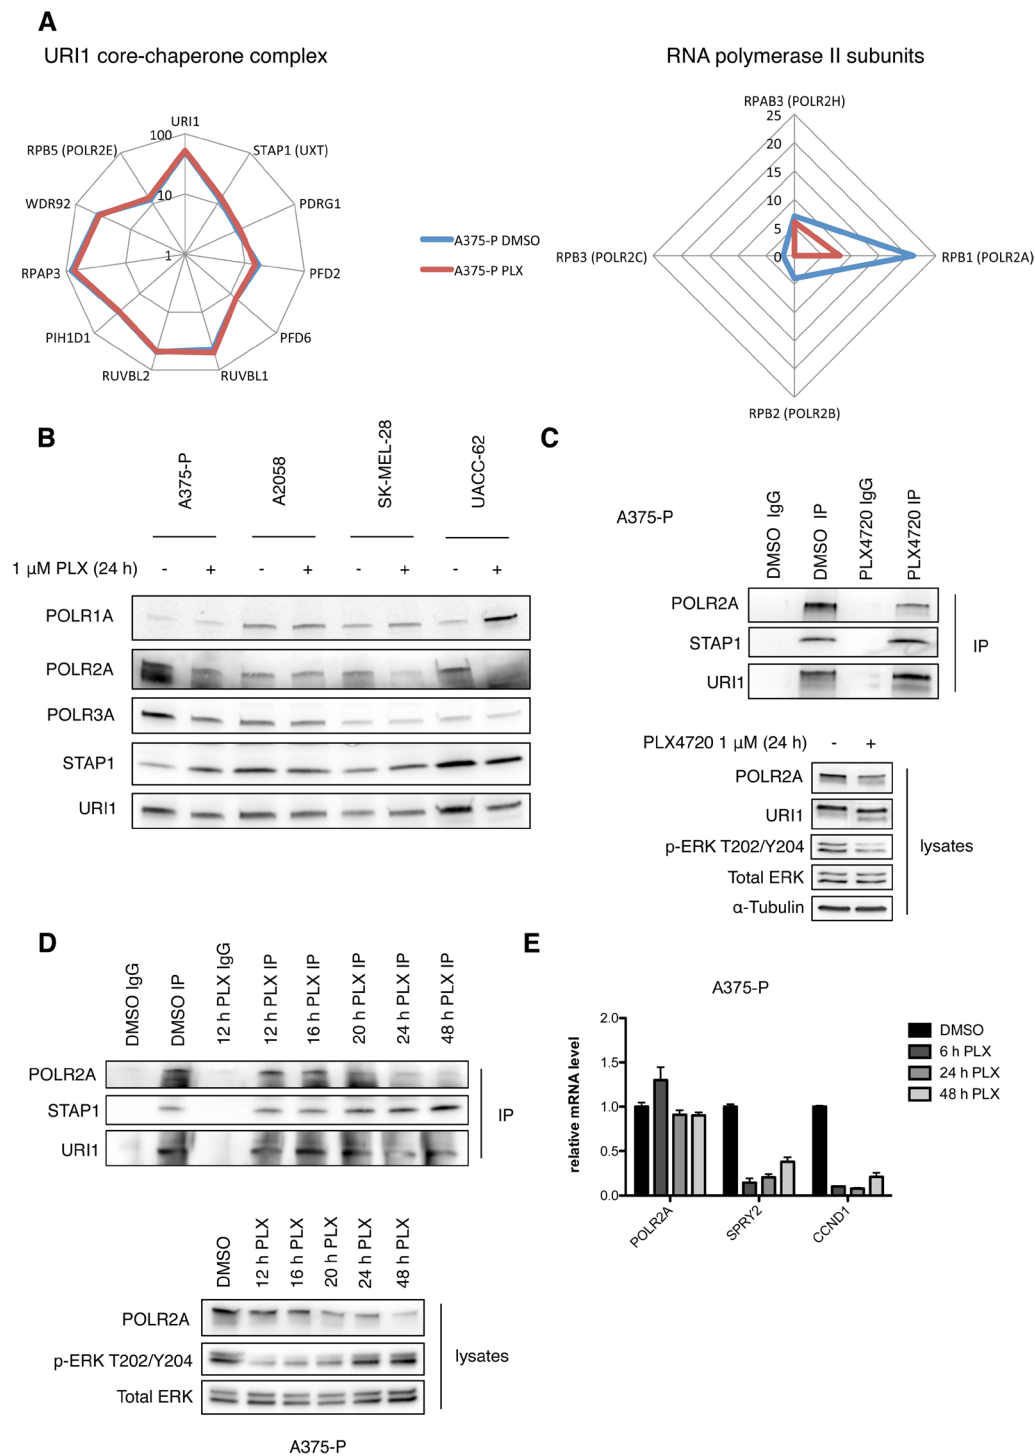 A
URI1 core-chaperone complex
RNA polymerase II subunits
URI1
100
RPB5 (POLR2E)
STAP1 (UXT)
10
WDR92
PDRG1
1
RPAP3
PFD2
PIH1D1
PFD6
RUVBL2
RUVBL1
A375-P DMSO
A375-P PLX
RPAB3 (POLR2H)
25
20
15
10
5
0
RPB3 (POLR2C)
RPB1 (POLR2A)
RPB2 (POLR2B)
B
A375-P
A2058
SK-MEL-28
UACC-62
1 µM PLX (24 h) - + - + - + - +
POLR1A
POLR2A
POLR3A
STAP1
URI1
C
A375-P
DMSO IgG
DMSO IP
PLX4720 IgG
PLX4720 IP
POLR2A
STAP1
URI1
IP
PLX4720 1 µM (24 h) - +
POLR2A
URI1
p-ERK T202/Y204
Total ERK
α-Tubulin
lysates
D
DMSO IgG
DMSO IP
12 h PLX IgG
12 h PLX IP
16 h PLX IP
20 h PLX IP
24 h PLX IP
48 h PLX IP
POLR2A
STAP1
URI1
IP
DMSO
12 h PLX
16 h PLX
20 h PLX
24 h PLX
48 h PLX
POLR2A
p-ERK T202/Y204
Total ERK
lysates
A375-P
E
A375-P
relative mRNA level
2.0
1.5
1.0
0.5
0.0
POLR2A
SPRY2
CCND1
DMSO
6 h PLX
24 h PLX
48 h PLX